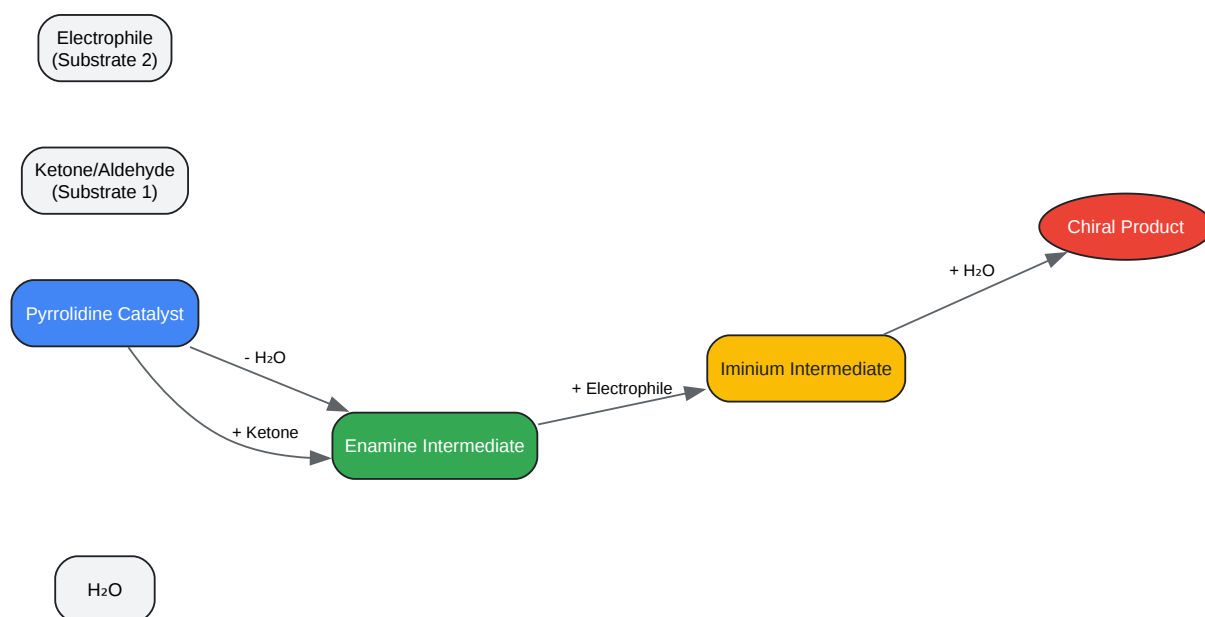 Electrophile
(Substrate 2)
Ketone/Aldehyde
(Substrate 1)
Chiral Product
+ H₂O
Pyrrolidine Catalyst
- H₂O
Iminium Intermediate
+ Electrophile
+ Ketone
Enamine Intermediate
H₂O